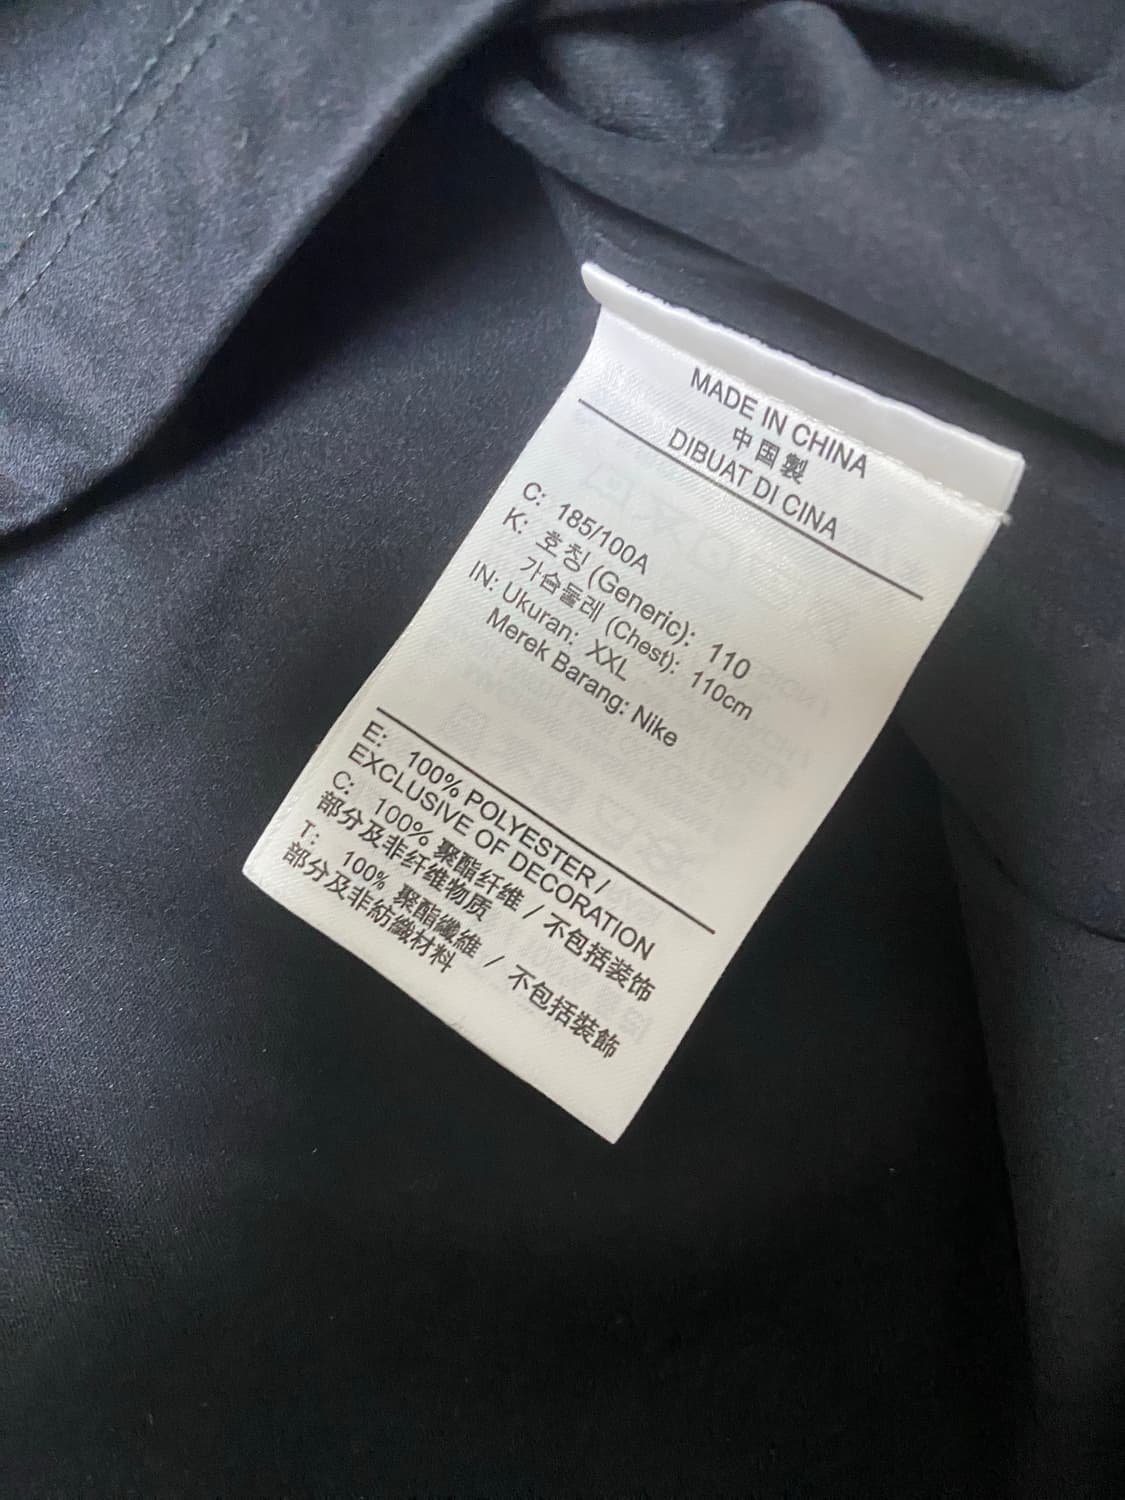 MADE IN CHINA
中国製
DIBUAT DI CINA
C: 185/100A
K: 호칭 (Generic): 110
가슴둘레 (Chest): 110cm
IN: Ukuran: XXL
Merek Barang: Nike
E: 100% POLYESTER /
EXCLUSIVE OF DECORATION
C: 100% 聚酯纤维 / 不包括装饰
部分及非纤维物质
T: 100% 聚酯纖維 / 不包括裝飾
部分及非紡織材料